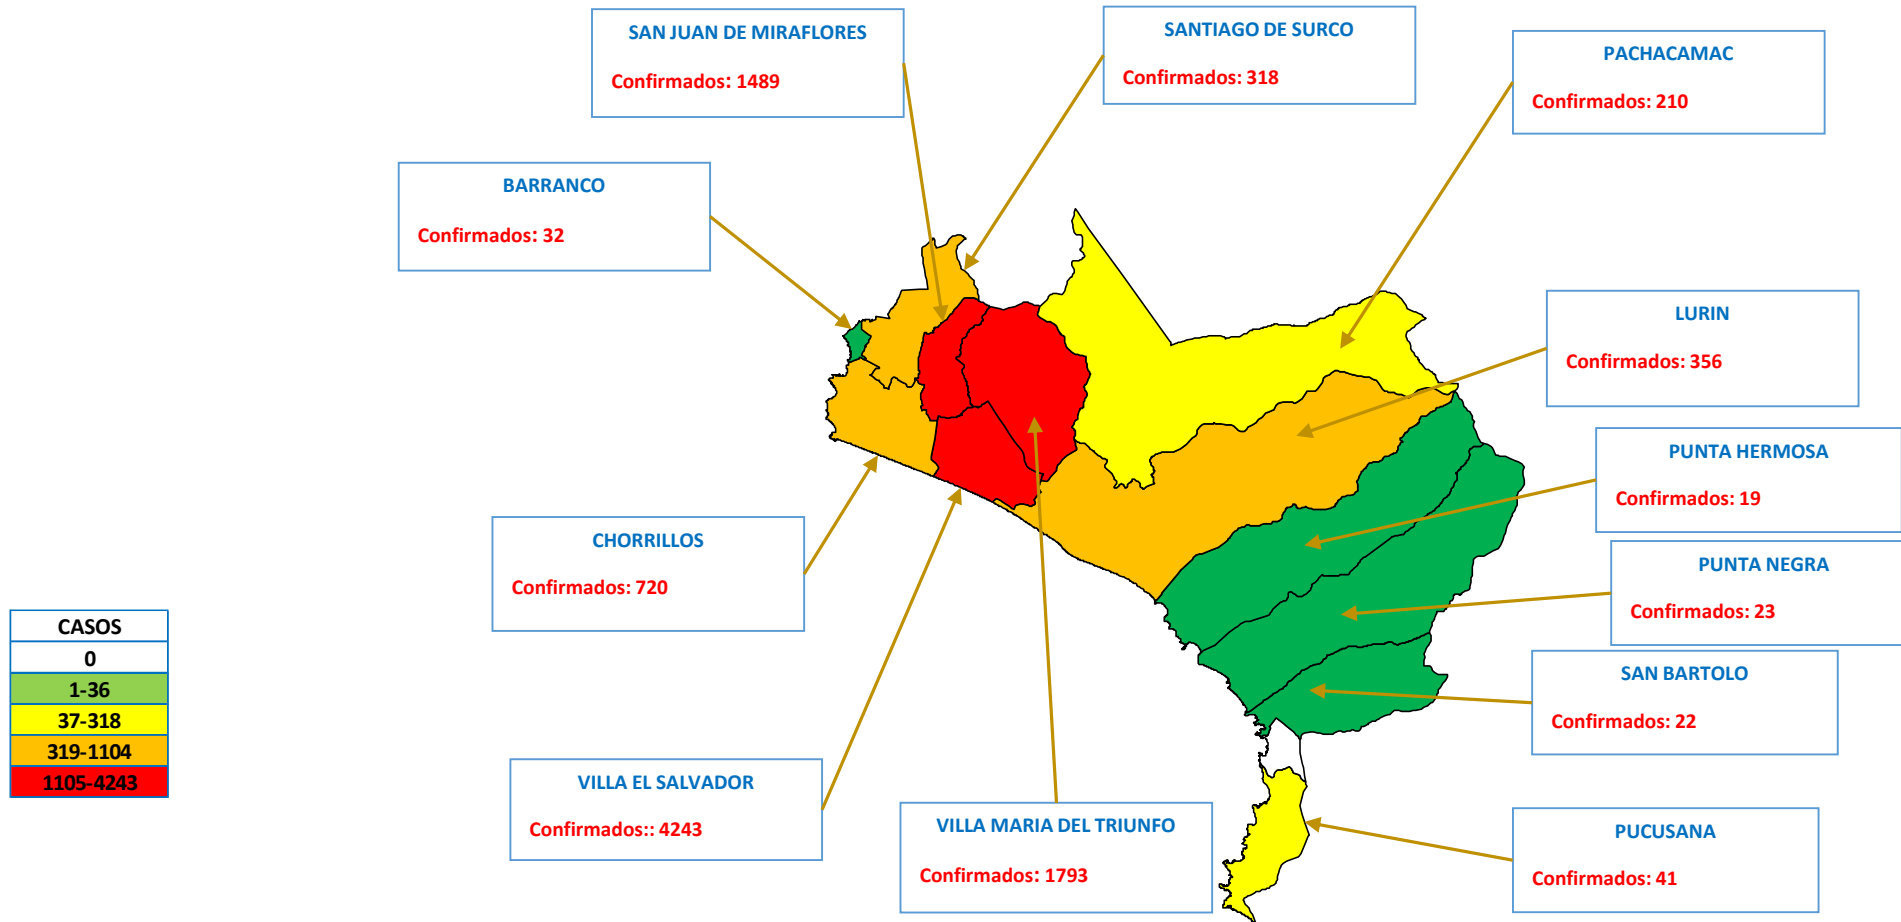 SAN JUAN DE MIRAFLORES
Confirmados: 1489
SANTIAGO DE SURCO
Confirmados: 318
PACHACAMAC
Confirmados: 210
BARRANCO
Confirmados: 32
LURIN
Confirmados: 356
PUNTA HERMOSA
Confirmados: 19
CHORRILLOS
Confirmados: 720
PUNTA NEGRA
Confirmados: 23
SAN BARTOLO
Confirmados: 22
CASOS
0
1-36
37-318
319-1104
1105-4243
VILLA EL SALVADOR
Confirmados:: 4243
VILLA MARIA DEL TRIUNFO
Confirmados: 1793
PUCUSANA
Confirmados: 41